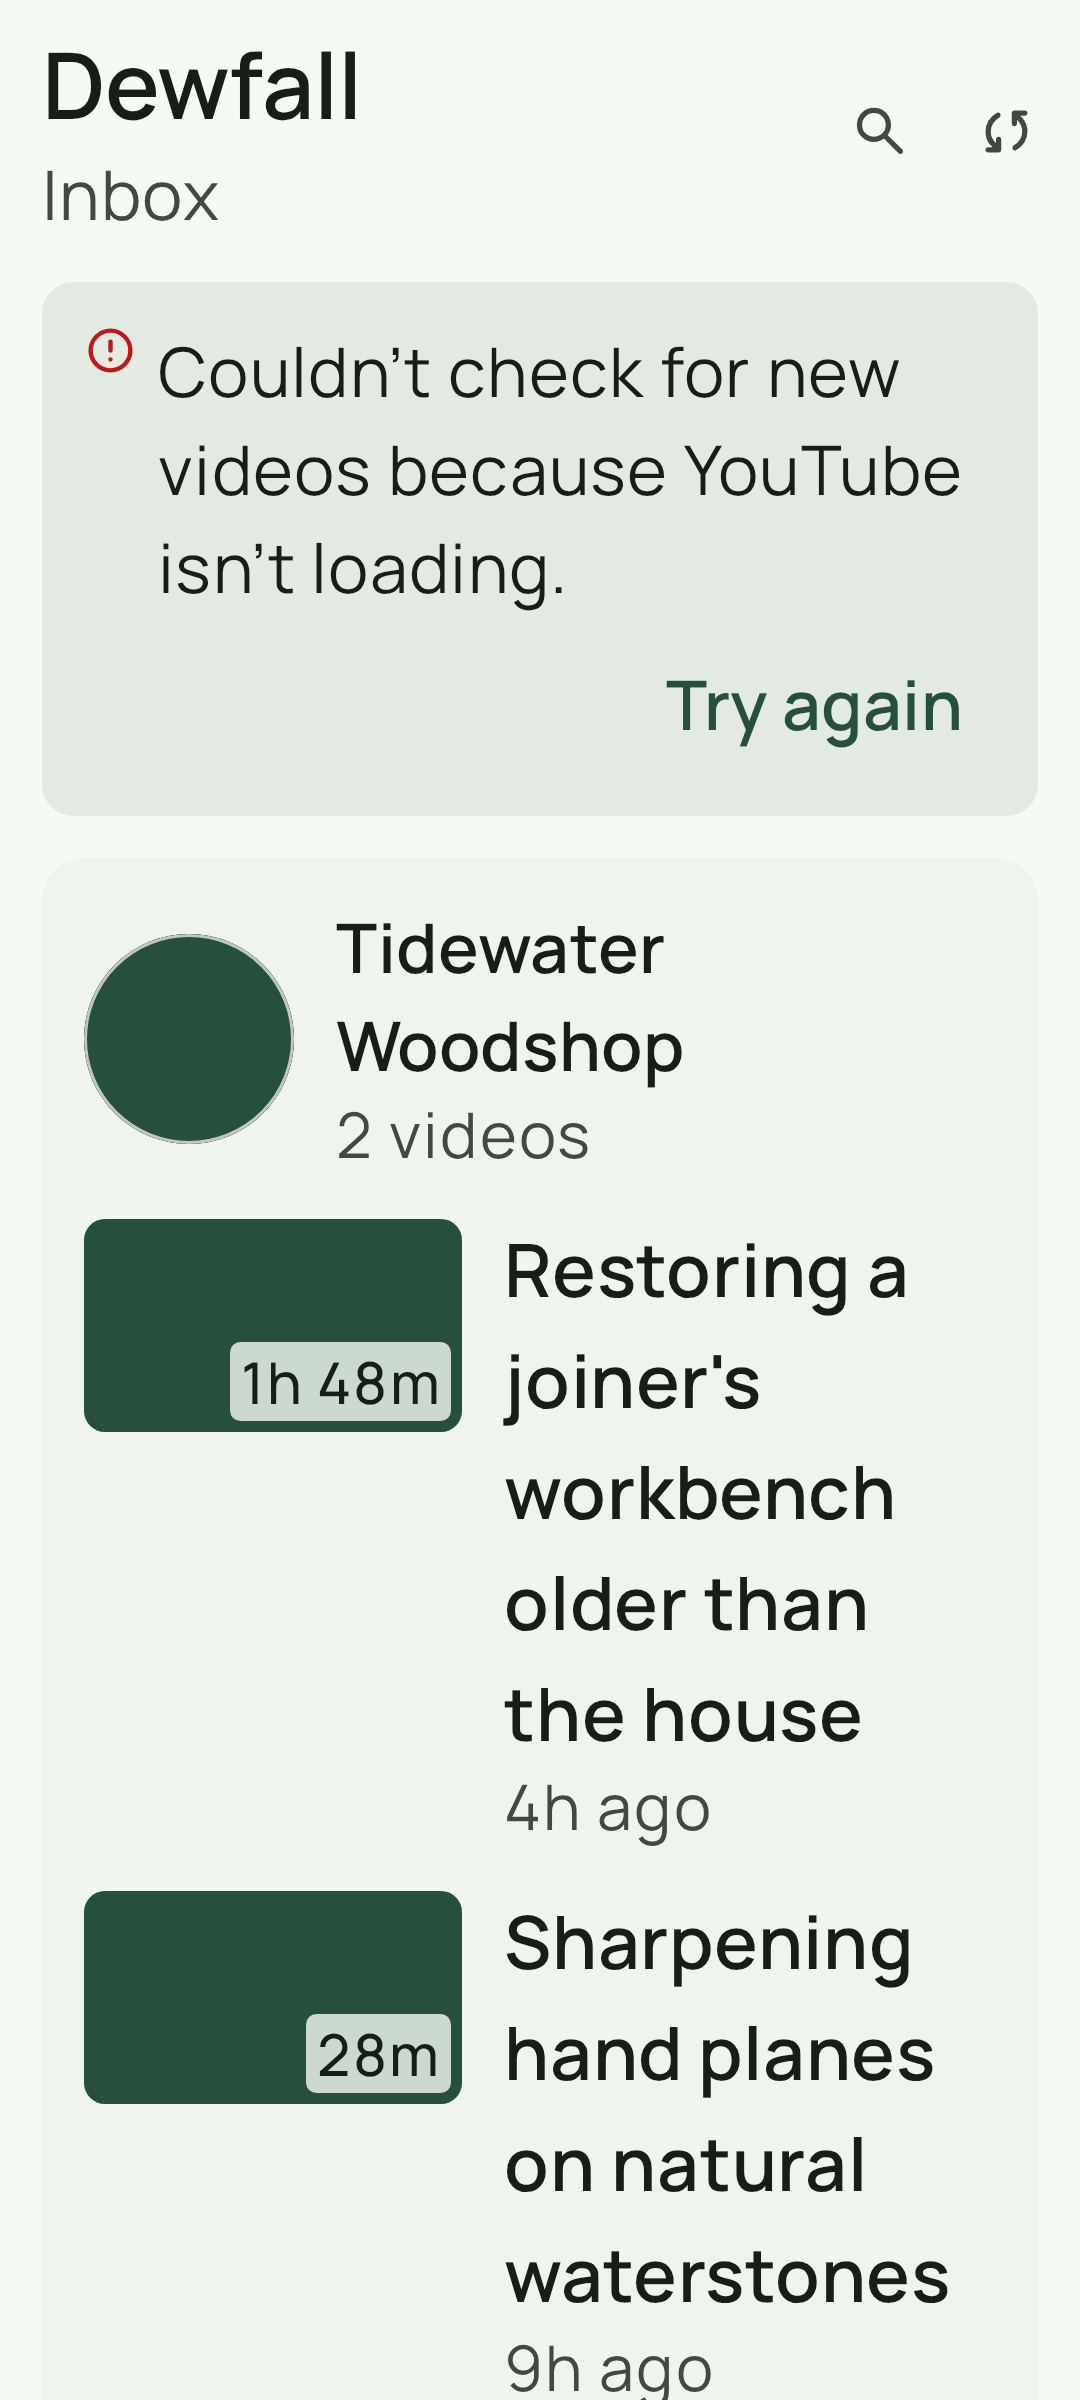 Dewfall
Inbox
Couldn’t check for new
videos because YouTube
isn’t loading.
Try again
Tidewater
Woodshop
2 videos
1h 48m
Restoring a
joiner's
workbench
older than
the house
4h ago
28m
Sharpening
hand planes
on natural
waterstones
9h ago